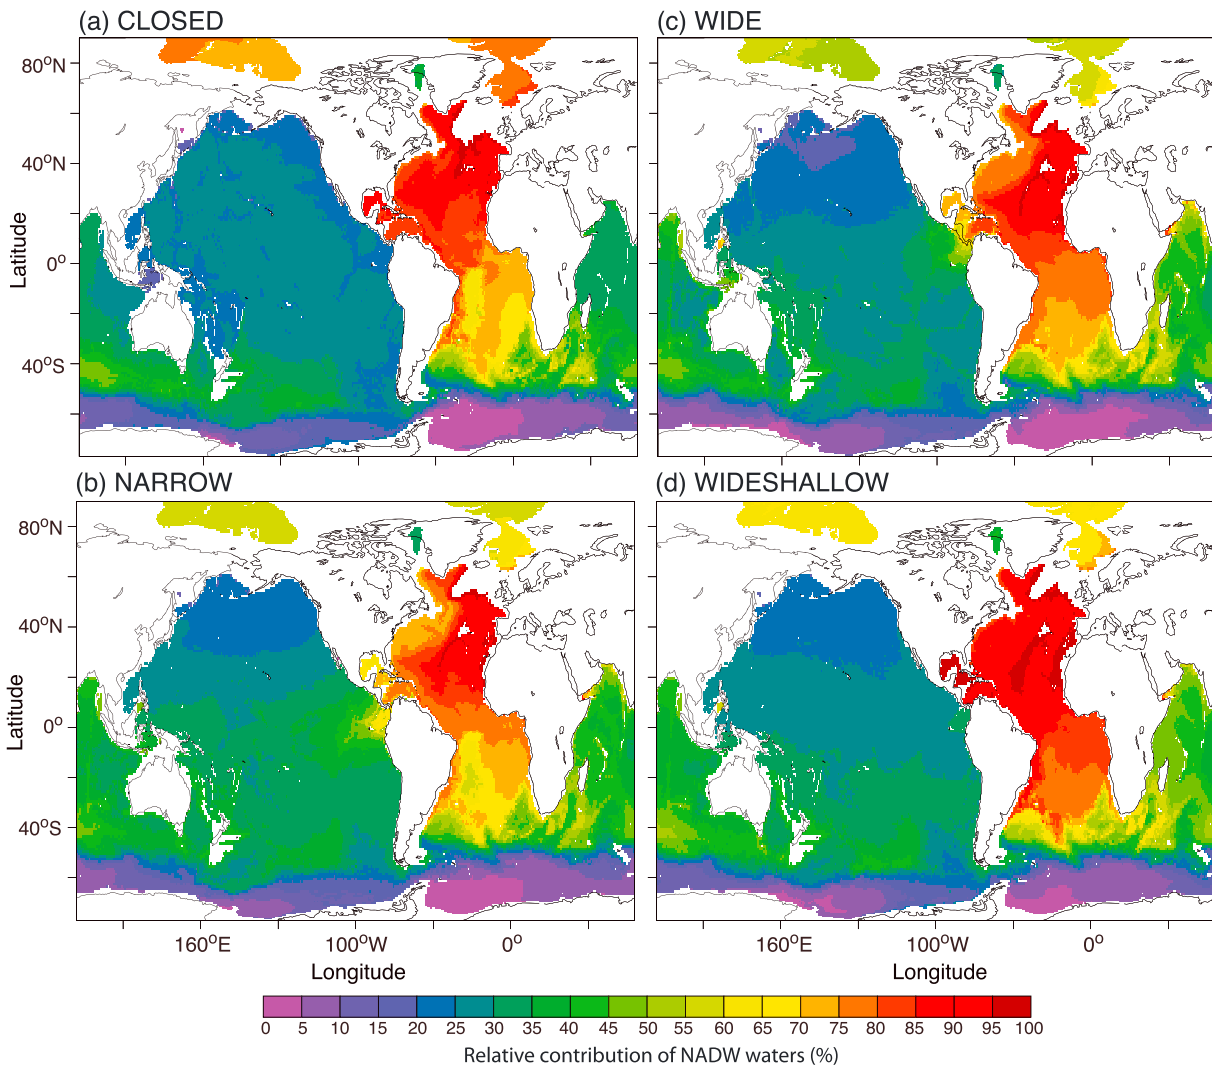 (a) CLOSED
(c) WIDE
80°N
40°N
0°
40°S
Latitude
(b) NARROW
(d) WIDESHALLOW
80°N
40°N
0°
40°S
Latitude
160°E 100°W 0°
160°E 100°W 0°
Longitude
Longitude
0 5 10 15 20 25 30 35 40 45 50 55 60 65 70 75 80 85 90 95 100
Relative contribution of NADW waters (%)